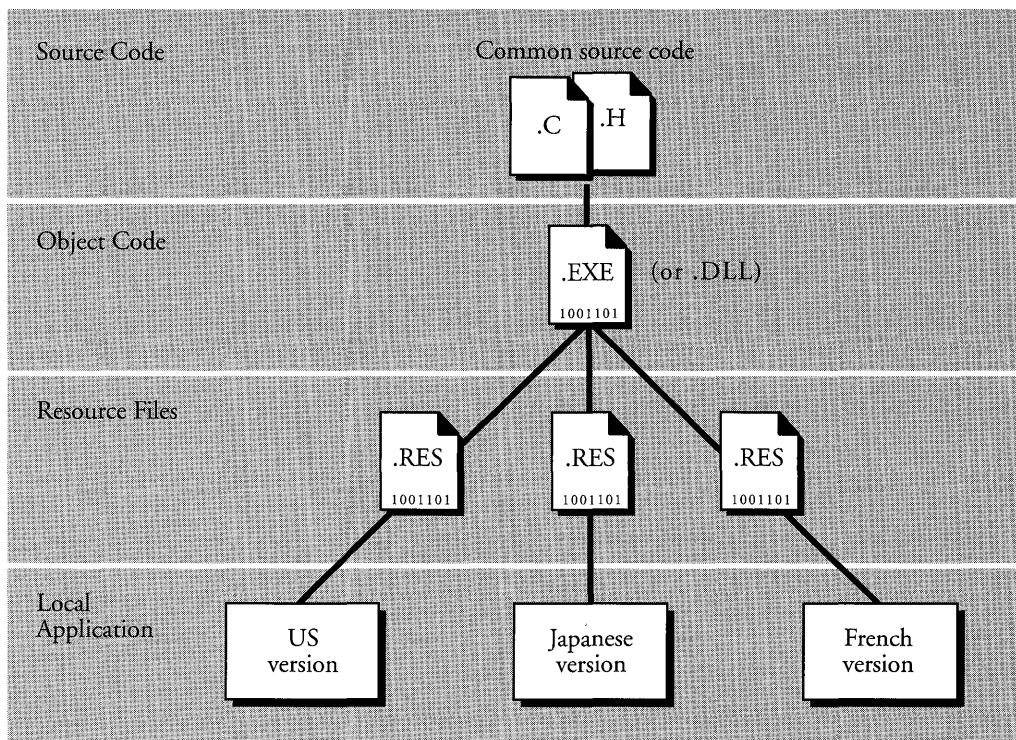 Source Code
Common source code
.C
.H
Object Code
.EXE
(or .DLL)
1001101
Resource Files
.RES
.RES
.RES
1001101
1001101
1001101
Local
Application
US
version
Japanese
version
French
version